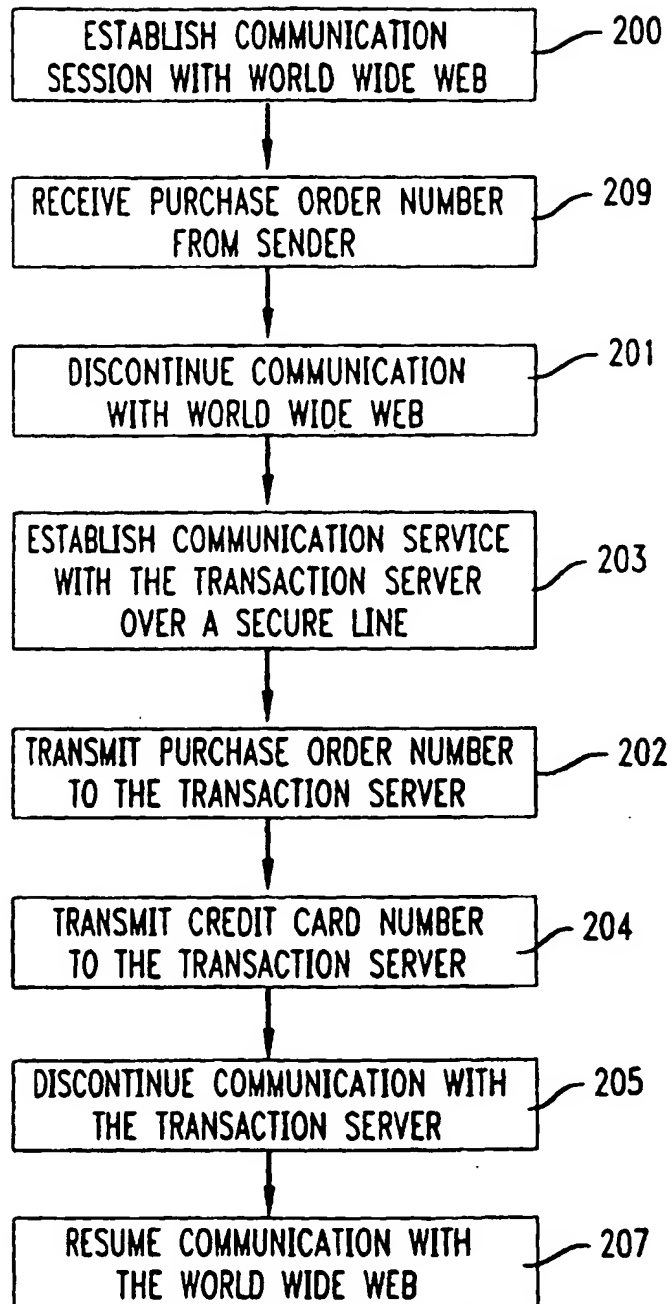 ESTABLISH COMMUNICATION
SESSION WITH WORLD WIDE WEB
200
RECEIVE PURCHASE ORDER NUMBER
FROM SENDER
209
DISCONTINUE COMMUNICATION
WITH WORLD WIDE WEB
201
ESTABLISH COMMUNICATION SERVICE
WITH THE TRANSACTION SERVER
OVER A SECURE LINE
203
TRANSMIT PURCHASE ORDER NUMBER
TO THE TRANSACTION SERVER
202
TRANSMIT CREDIT CARD NUMBER
TO THE TRANSACTION SERVER
204
DISCONTINUE COMMUNICATION WITH
THE TRANSACTION SERVER
205
RESUME COMMUNICATION WITH
THE WORLD WIDE WEB
207